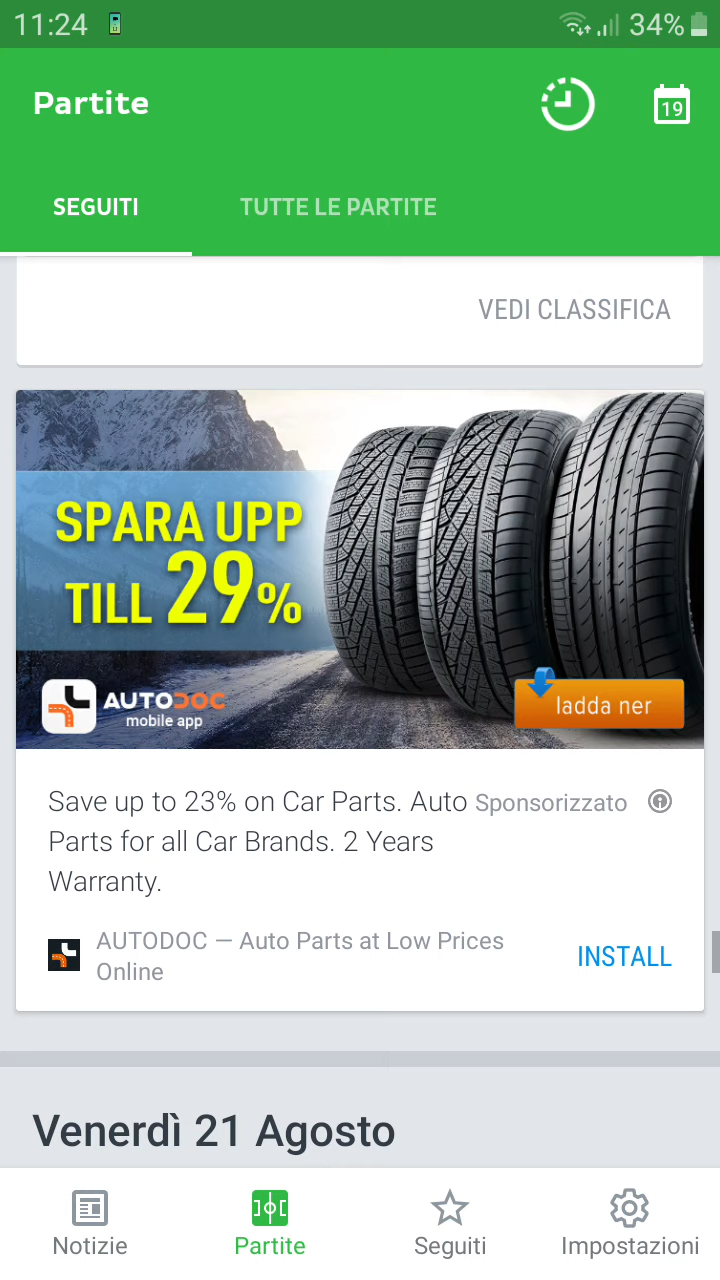 11:24
34%
Partite
19
SEGUITI
TUTTE LE PARTITE
VEDI CLASSIFICA
SPARA UPP
TILL 29%
AUTODOC
mobile app
ladda ner
Save up to 23% on Car Parts. Auto
Parts for all Car Brands. 2 Years
Warranty.
Sponsorizzato
AUTODOC — Auto Parts at Low Prices
Online
INSTALL
Venerdì 21 Agosto
Notizie
Partite
Seguiti
Impostazioni